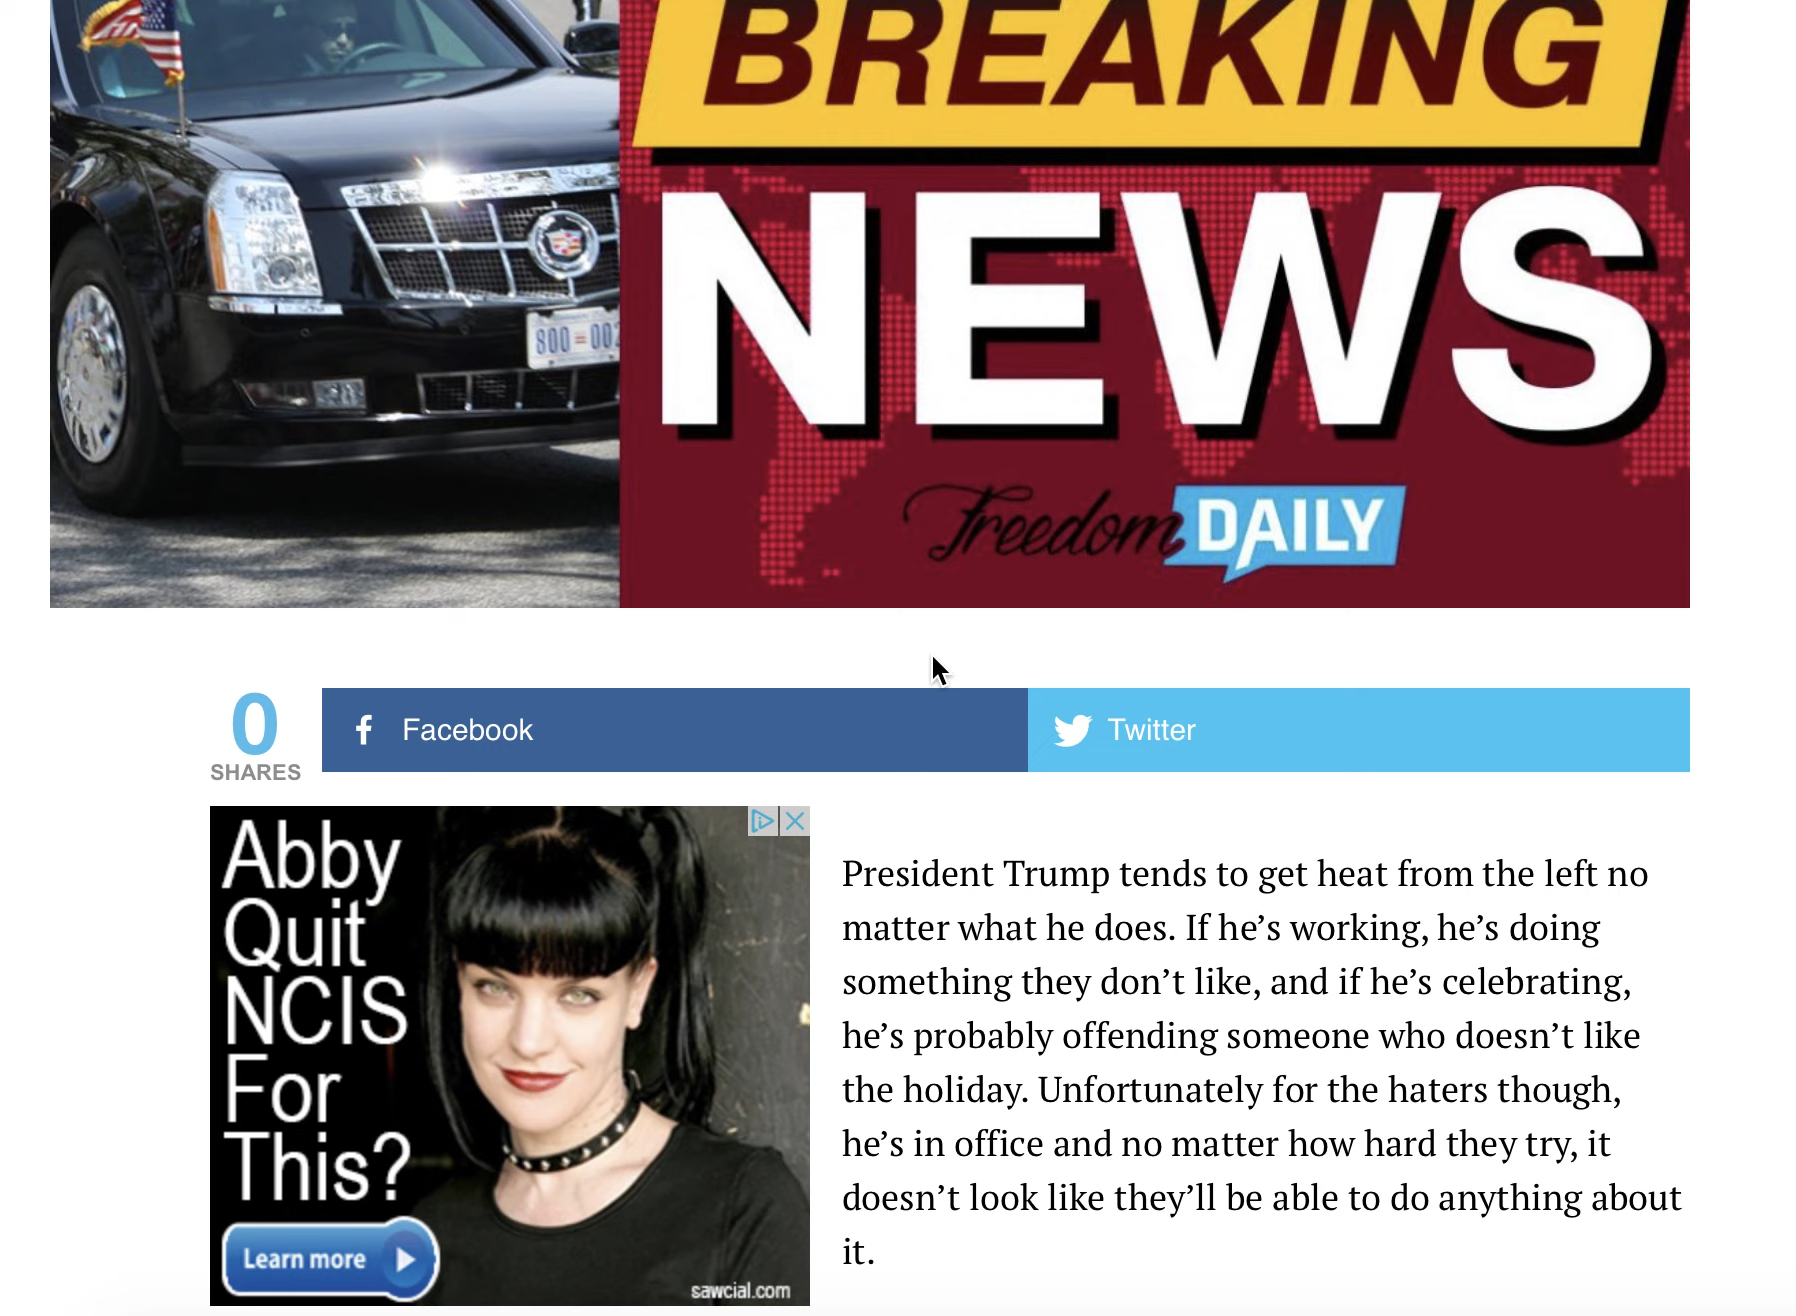 BREAKING
NEWS
800 002
Freedom DAILY
0
SHARES
Facebook
Twitter
Abby
Quit
NCIS
For
This?
Learn more
sawcial.com
President Trump tends to get heat from the left no
matter what he does. If he’s working, he’s doing
something they don’t like, and if he’s celebrating,
he’s probably offending someone who doesn’t like
the holiday. Unfortunately for the haters though,
he’s in office and no matter how hard they try, it
doesn’t look like they’ll be able to do anything about
it.